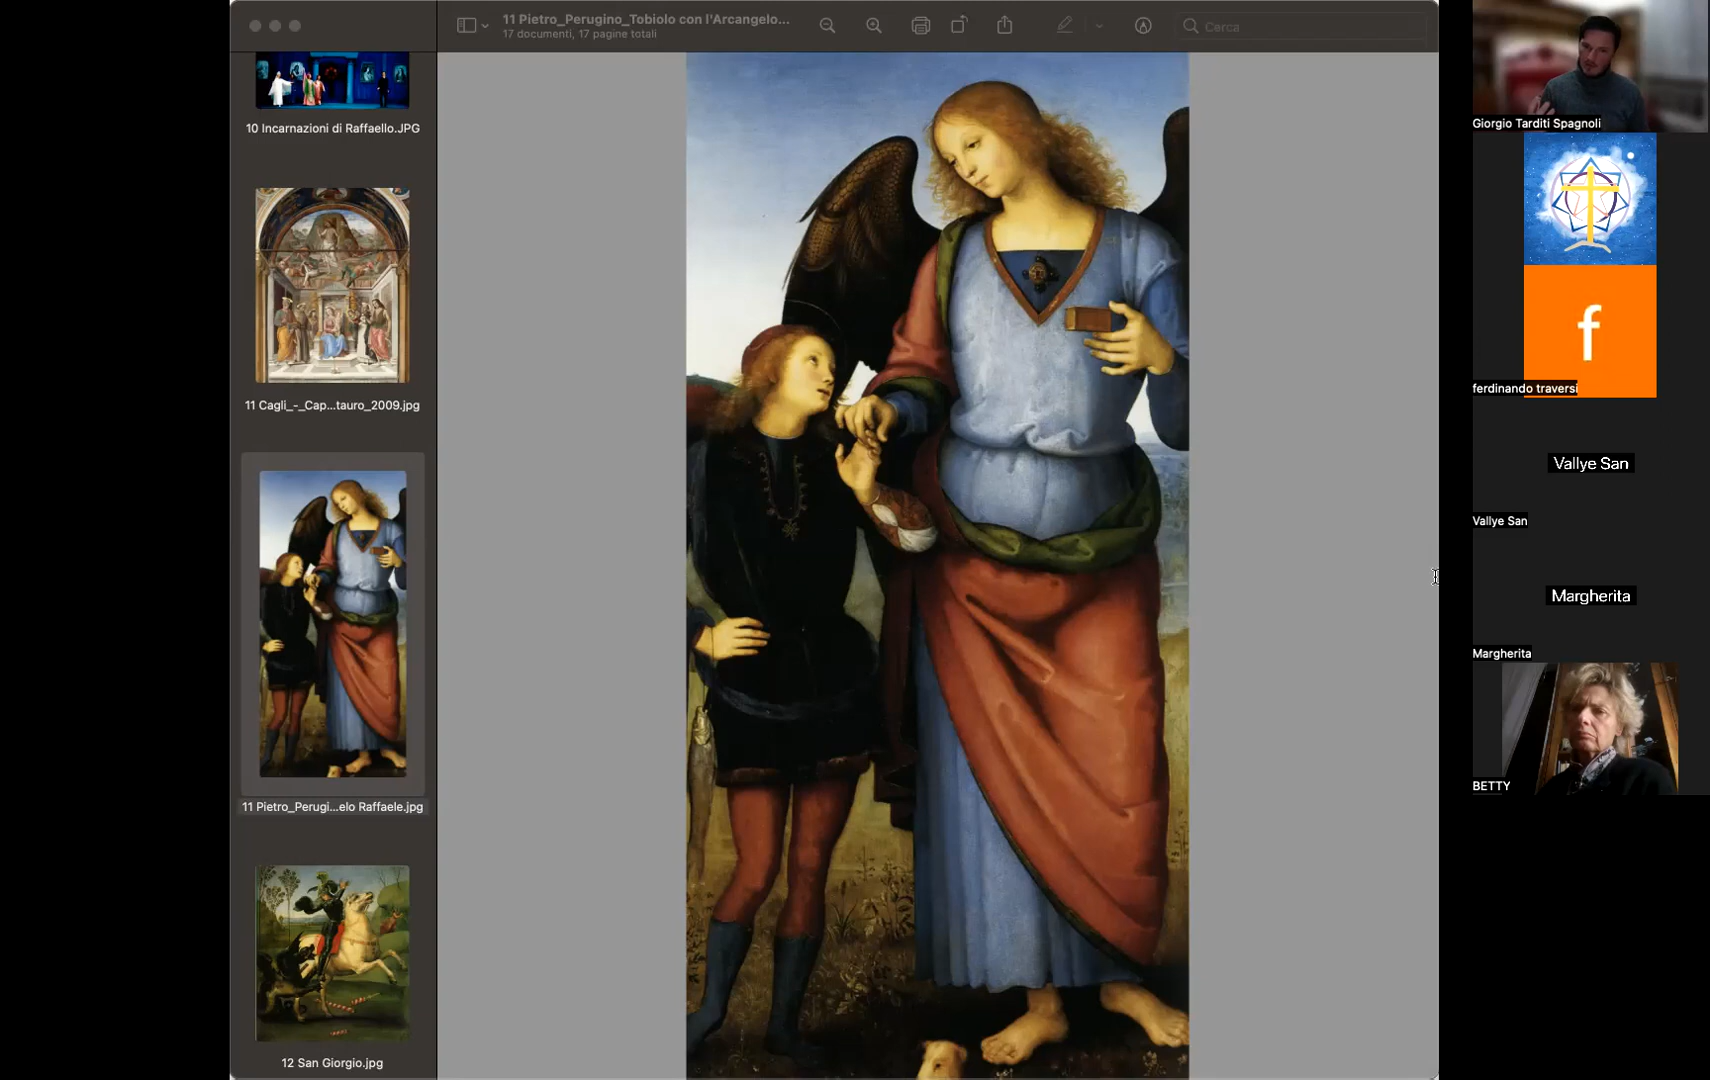 11 Pietro_Perugino_Tobiolo con l'Arcangelo...
17 documenti, 17 pagine totali
Cerca
10 Incarnazioni di Raffaello.JPG
11 Cagli_-_Cap...tauro_2009.jpg
11 Pietro_Perugi...elo Raffaele.jpg
12 San Giorgio.jpg
Giorgio Tarditi Spagnoli
f
ferdinando traversi
Vallye San
Vallye San
Margherita
Margherita
BETTY